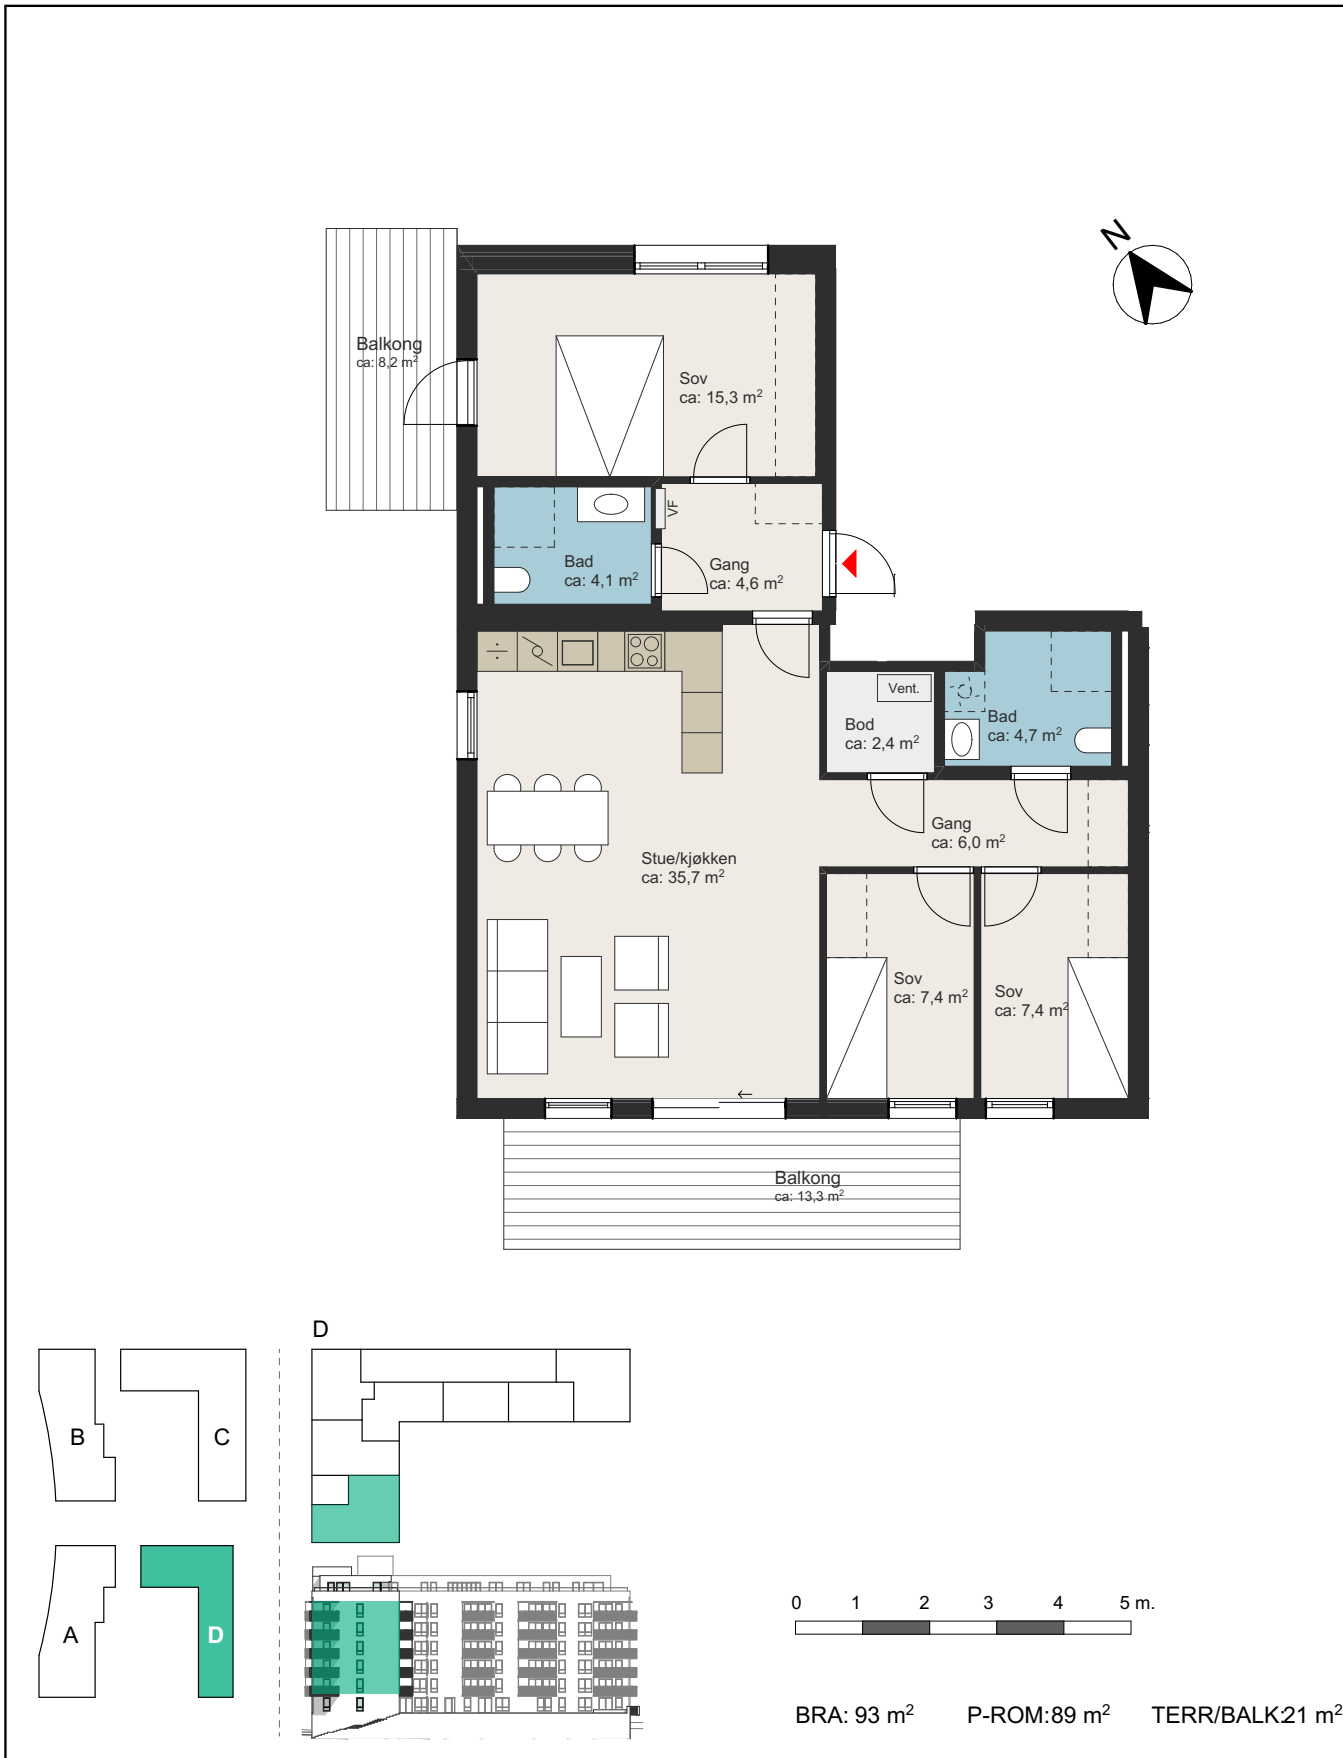 N
Balkong
ca: 8,2 m²
Sov
ca: 15,3 m²
VF
Bad
ca: 4,1 m²
Gang
ca: 4,6 m²
Vent.
Bod
ca: 2,4 m²
Bad
ca: 4,7 m²
Gang
ca: 6,0 m²
Stue/kjøkken
ca: 35,7 m²
Sov
ca: 7,4 m²
Sov
ca: 7,4 m²
Balkong
ca: 13,3 m²
D
B
C
A
D
0 1 2 3 4 5 m.
BRA: 93 m² P-ROM:89 m² TERR/BALK:21 m²